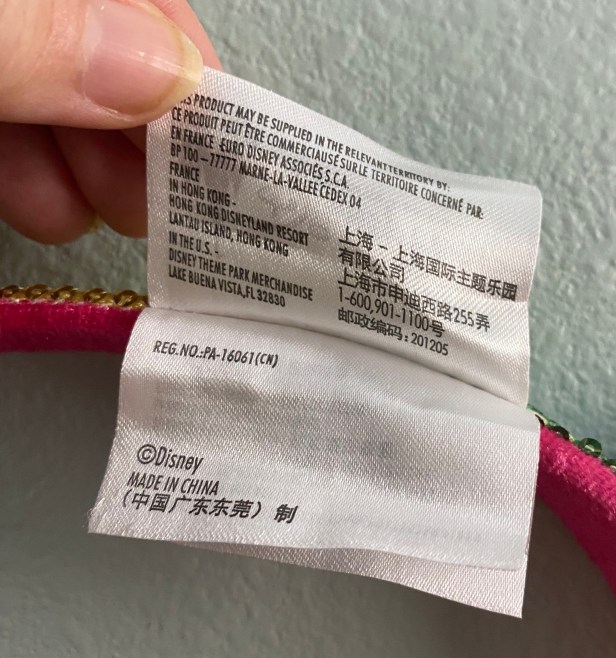 S PRODUCT MAY BE SUPPLIED IN THE RELEVANT TERRITORY BY:
CE PRODUIT PEUT ÊTRE COMMERCIAUSÉ SUR LE TERRITOIRE CONCERNÉ PAR:
EN FRANCE EURO DISNEY ASSOCIÉS S.C.A.
BP 100 – 77777 MARNE-LA-VALLEE CEDEX 04
FRANCE
IN HONG KONG -
HONG KONG DISNEYLAND RESORT
LANTAU ISLAND, HONG KONG
IN THE U.S. -
DISNEY THEME PARK MERCHANDISE
LAKE BUENA VISTA, FL 32830
上海 – 上海国际主题乐园
有限公司
上海市申迪西路255弄
1-600,901-1100号
邮政编码: 201205
REG.NO.:PA-16061(CN)
©Disney
MADE IN CHINA
(中国广东东莞) 制